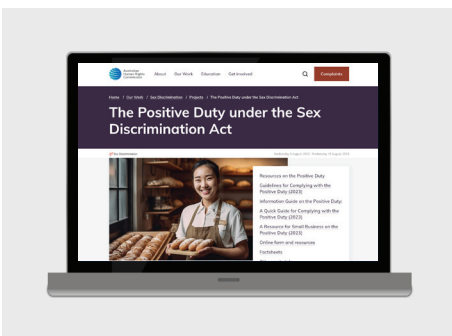 Australian
Human Rights
Commission
About Our Work Education Get involved
Complaints
Home / Our Work / Sex Discrimination / Projects / The Positive Duty under the Sex Discrimination Act
The Positive Duty under the Sex
Discrimination Act
Sex Discrimination
Resources on the Positive Duty
Guidelines for Complying with the
Positive Duty (2023)
Information Guide on the Positive Duty
A Quick Guide for Complying with the
Positive Duty (2023)
A Resource for Small Business on the
Positive Duty (2023)
Online form and resources
Factsheets